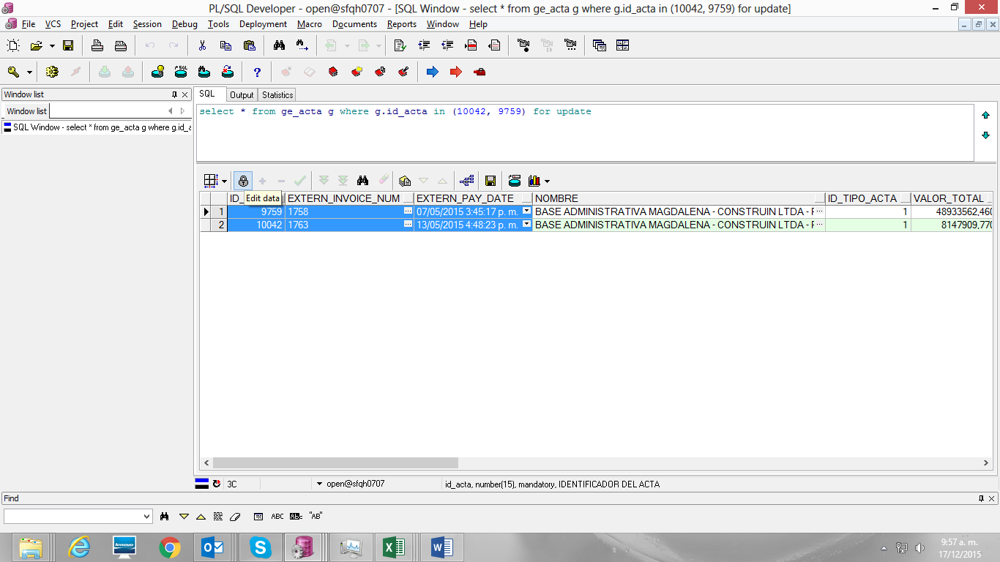 PL/SQL Developer - open@sfqh0707 - [SQL Window - select * from ge_acta g where g.id_acta in (10042, 9759) for update]
File VCS Project Edit Session Debug Tools Deployment Macro Documents Reports Window Help
SQL
Window list
SQL Output Statistics
Window list
select * from ge_acta g where g.id_acta in (10042, 9759) for update
SQL Window - select * from ge_acta g where g.id_a
Edit data
ID_ EXTERN_INVOICE_NUM EXTERN_PAY_DATE NOMBRE ID_TIPO_ACTA VALOR_TOTAL
1 9759 1758 ... 07/05/2015 3:45:17 p. m. BASE ADMINISTRATIVA MAGDALENA - CONSTRUIN LTDA - ... 1 48933562,460
2 10042 1763 ... 13/05/2015 4:48:23 p. m. BASE ADMINISTRATIVA MAGDALENA - CONSTRUIN LTDA - ... 1 8147909,770
3C open@sfqh0707 id_acta, number(15), mandatory, IDENTIFICADOR DEL ACTA
Find
ABC AB "AB"
lenovo
9:57 a. m.
17/12/2015